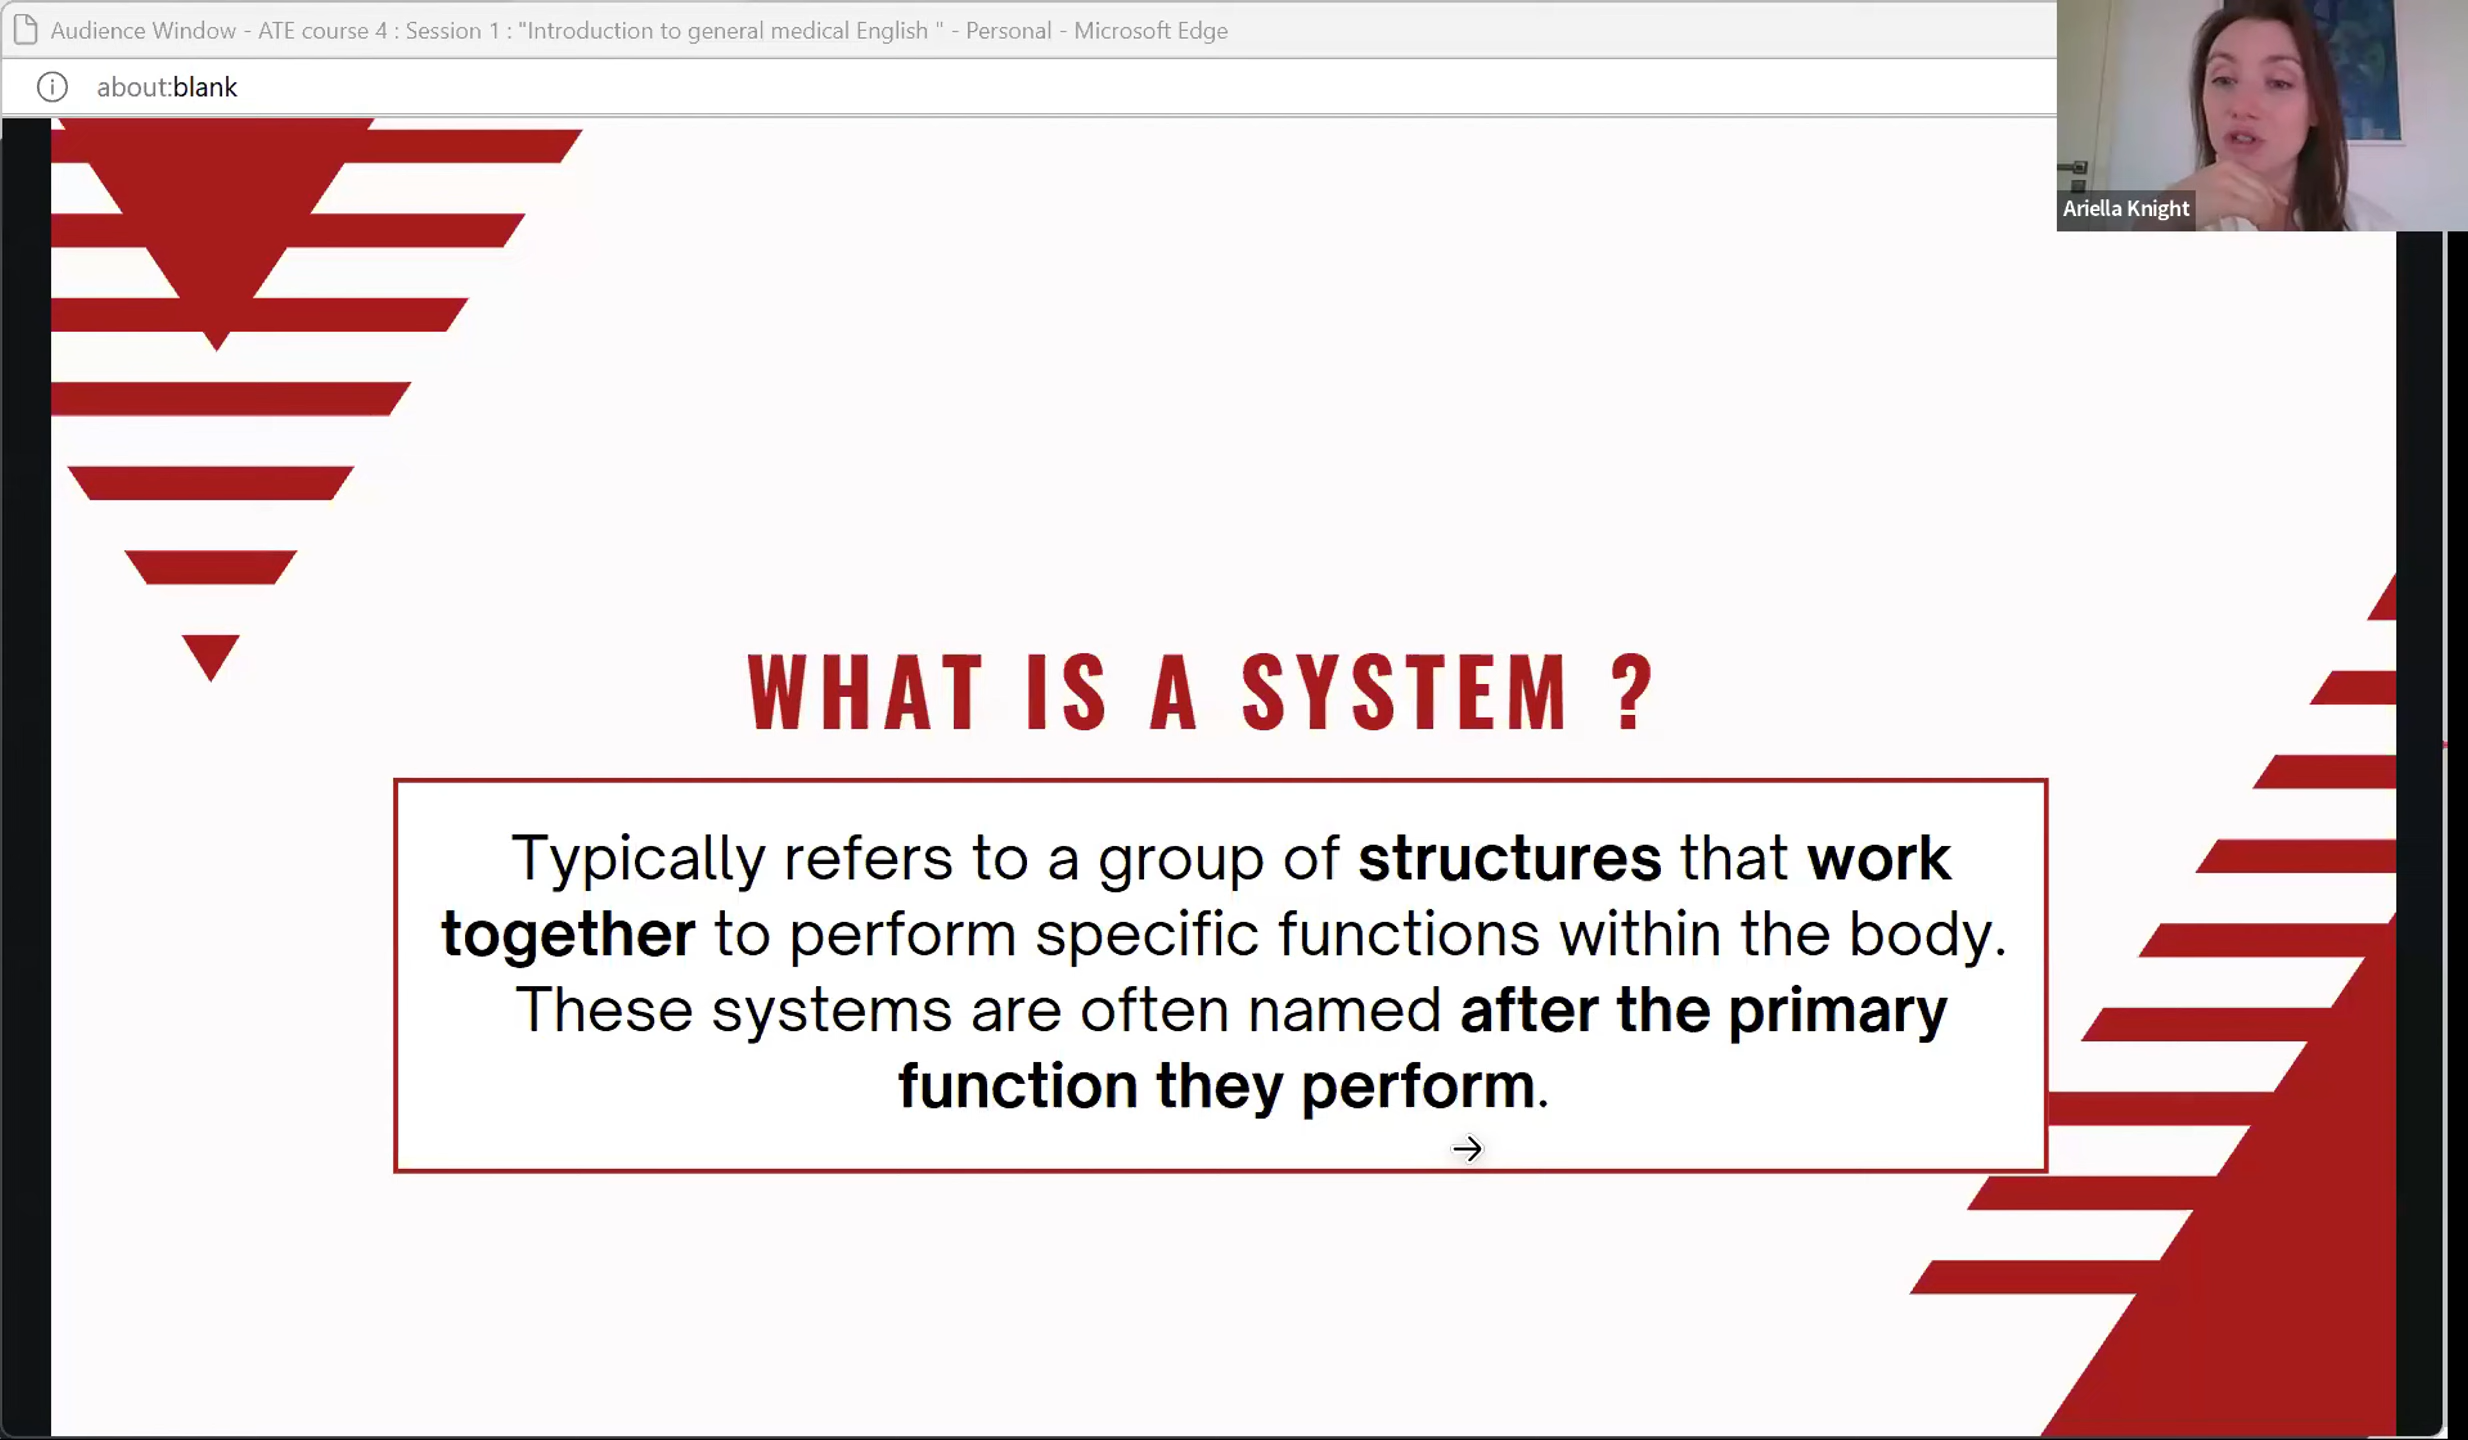 Audience Window - ATE course 4 : Session 1 : "Introduction to general medical English " - Personal - Microsoft Edge
about:blank
Ariella Knight
WHAT IS A SYSTEM ?
Typically refers to a group of structures that work
together to perform specific functions within the body.
These systems are often named after the primary
function they perform.